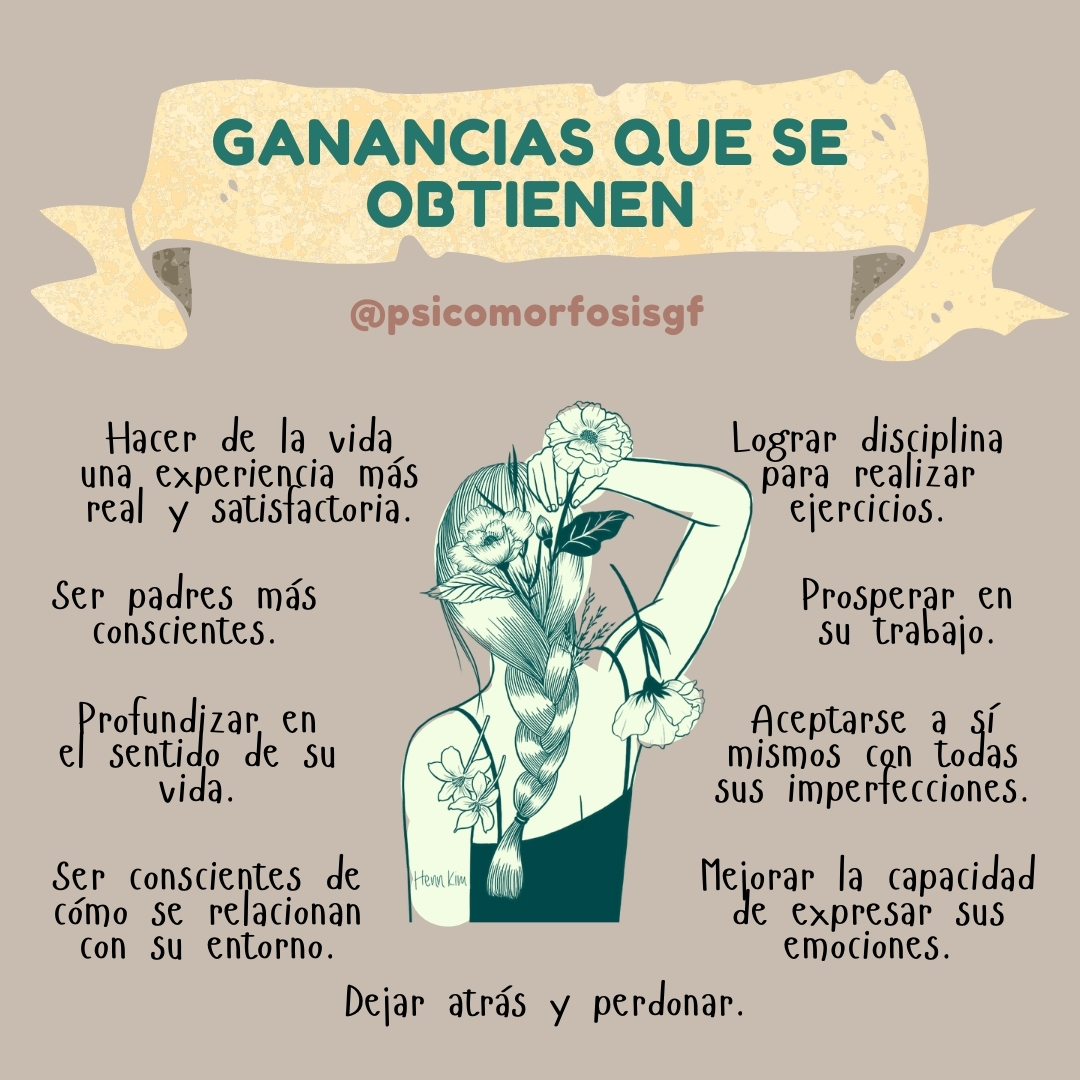 GANANCIAS QUE SE
OBTIENEN
@psicomorfosisgf
Hacer de la vida
una experiencia más
real y satisfactoria.
Ser padres más
conscientes.
Profundizar en
el sentido de su
vida.
Ser conscientes de
cómo se relacionan
con su entorno.
Lograr disciplina
para realizar
ejercicios.
Prosperar en
su trabajo.
Aceptarse a sí
mismos con todas
sus imperfecciones.
Mejorar la capacidad
de expresar sus
emociones.
Henn Kim
Dejar atrás y perdonar.